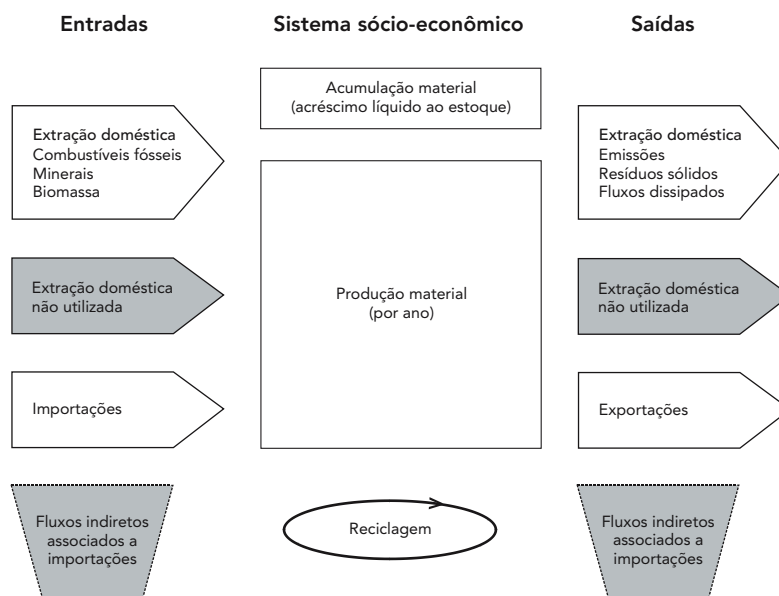 Entradas
Sistema sócio-econômico
Saídas
Acumulação material
(acréscimo líquido ao estoque)
Extração doméstica
Combustíveis fósseis
Minerais
Biomassa
Extração doméstica
Emissões
Resíduos sólidos
Fluxos dissipados
Extração doméstica
não utilizada
Produção material
(por ano)
Extração doméstica
não utilizada
Importações
Exportações
Fluxos indiretos
associados a
importações
Reciclagem
Fluxos indiretos
associados a
importações